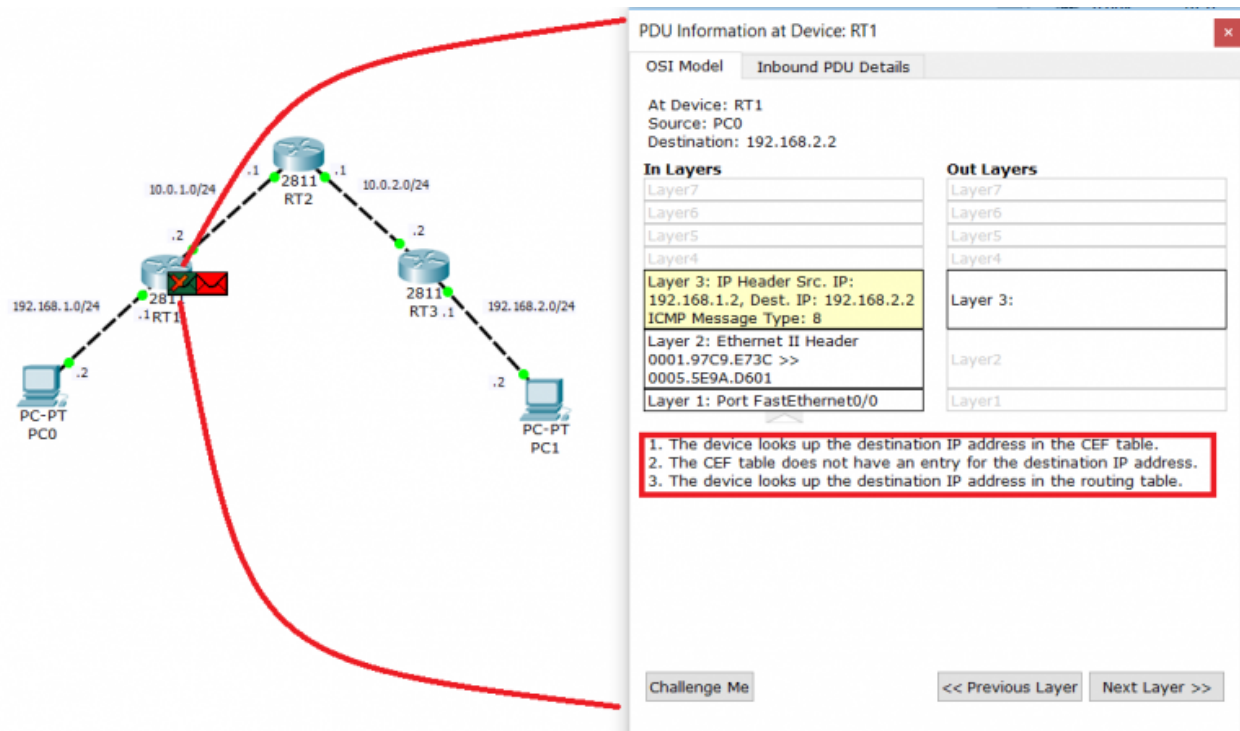 PDU Information at Device: RT1
OSI Model
Inbound PDU Details
At Device: RT1
Source: PC0
Destination: 192.168.2.2
In Layers
Out Layers
Layer7
Layer7
Layer6
Layer6
Layer5
Layer5
Layer4
Layer4
Layer 3: IP Header Src. IP:
192.168.1.2, Dest. IP: 192.168.2.2
ICMP Message Type: 8
Layer 3:
Layer 2: Ethernet II Header
0001.97C9.E73C >>
0005.5E9A.D601
Layer2
Layer 1: Port FastEthernet0/0
Layer1
1. The device looks up the destination IP address in the CEF table.
2. The CEF table does not have an entry for the destination IP address.
3. The device looks up the destination IP address in the routing table.
Challenge Me
<< Previous Layer
Next Layer >>
.1
2811
RT2
.1
10.0.1.0/24
10.0.2.0/24
.2
.2
2811
RT1
.1
2811
RT3
.1
192.168.1.0/24
192.168.2.0/24
.2
.2
PC-PT
PC0
PC-PT
PC1